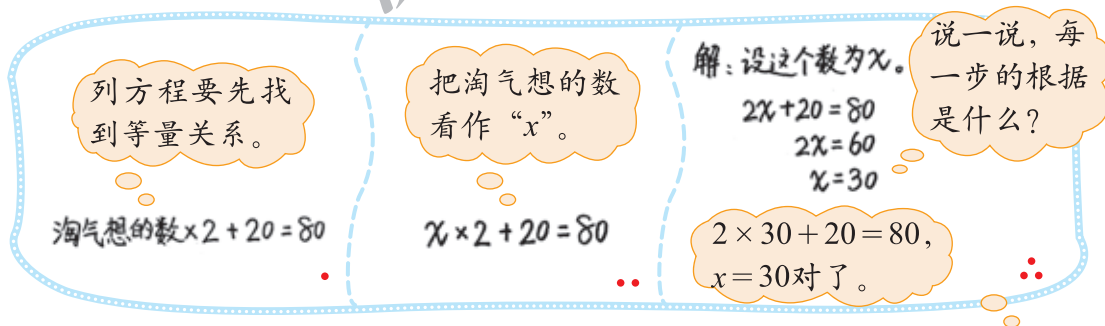 列方程要先找
到等量关系。
淘气想的数×2+20=80
把淘气想的数
看作“x”。
x×2+20=80
解：设这个数为x。
2x+20=80
2x=60
x=30
说一说，每
一步的根据
是什么？
2×30+20=80，
x=30对了。